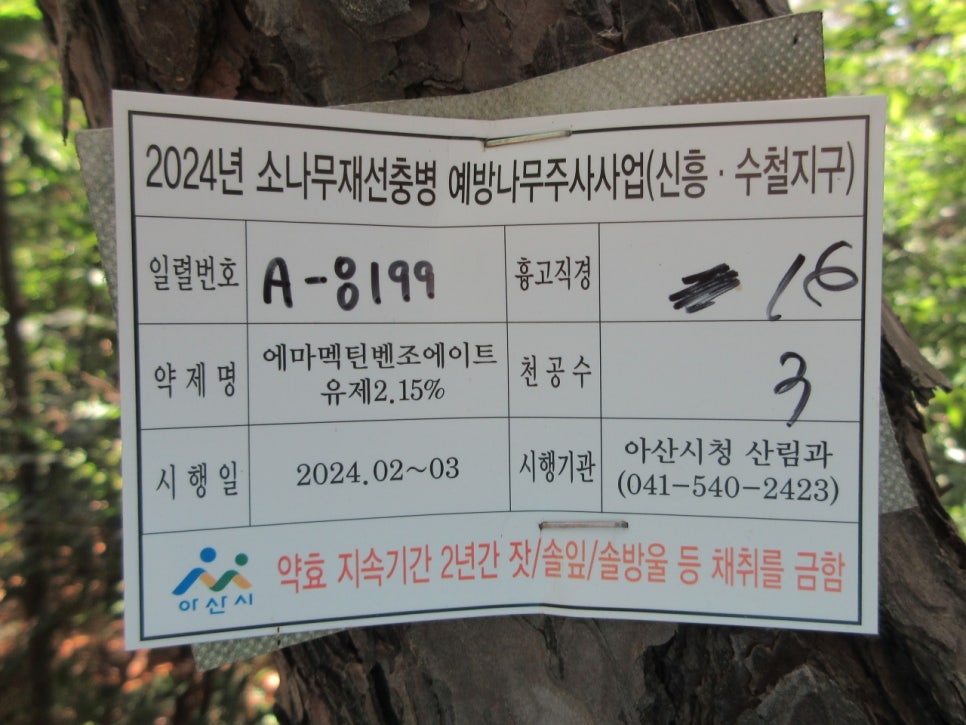 2024년 소나무재선충병 예방나무주사사업(신흥·수철지구)
일렬번호 A-8199 흉고직경 16
약제명 에마멕틴벤조에이트
유제2.15%
천공수 3
시행일 2024.02~03 시행기관 아산시청 산림과
(041-540-2423)
아산시 약효 지속기간 2년간 잣/솔잎/솔방울 등 채취를 금함